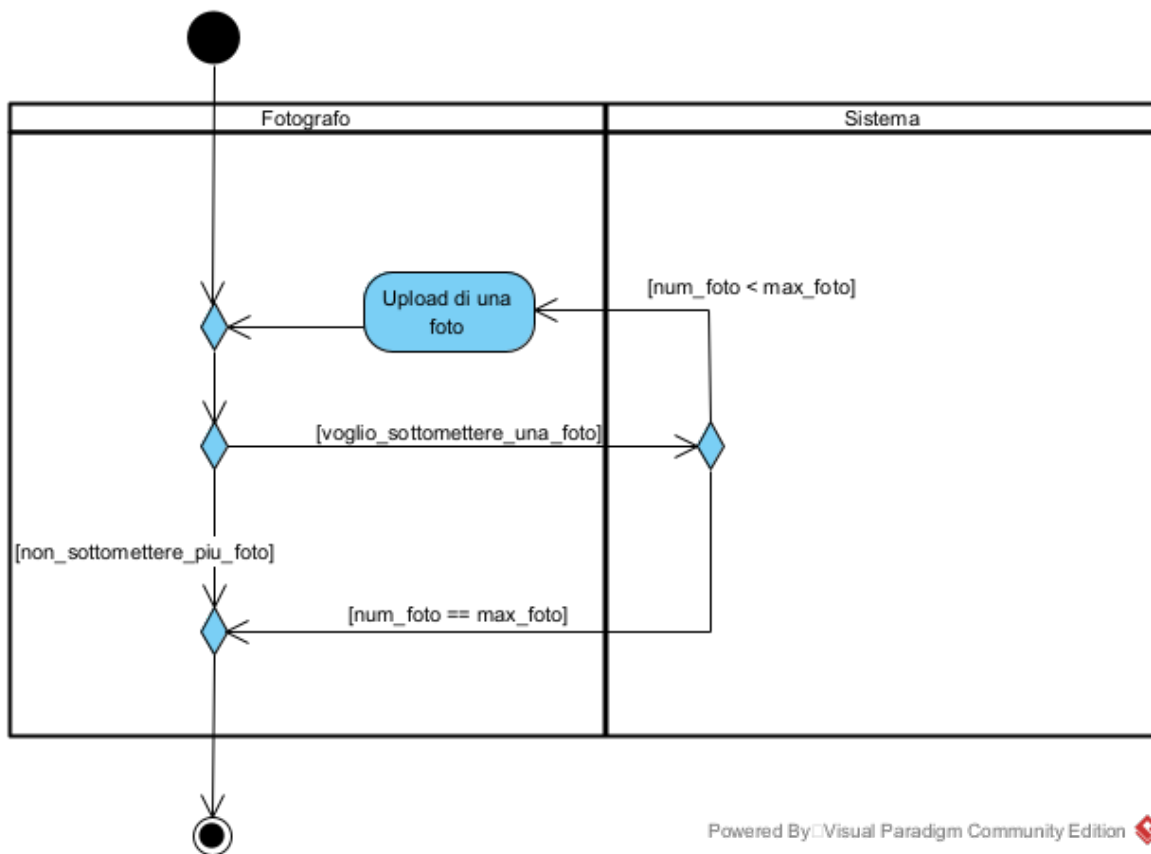 Fotografo
Sistema
[num_foto < max_foto]
Upload di una
foto
[voglio_sottomettere_una_foto]
[non_sottomettere_piu_foto]
[num_foto == max_foto]
Powered By Visual Paradigm Community Edition